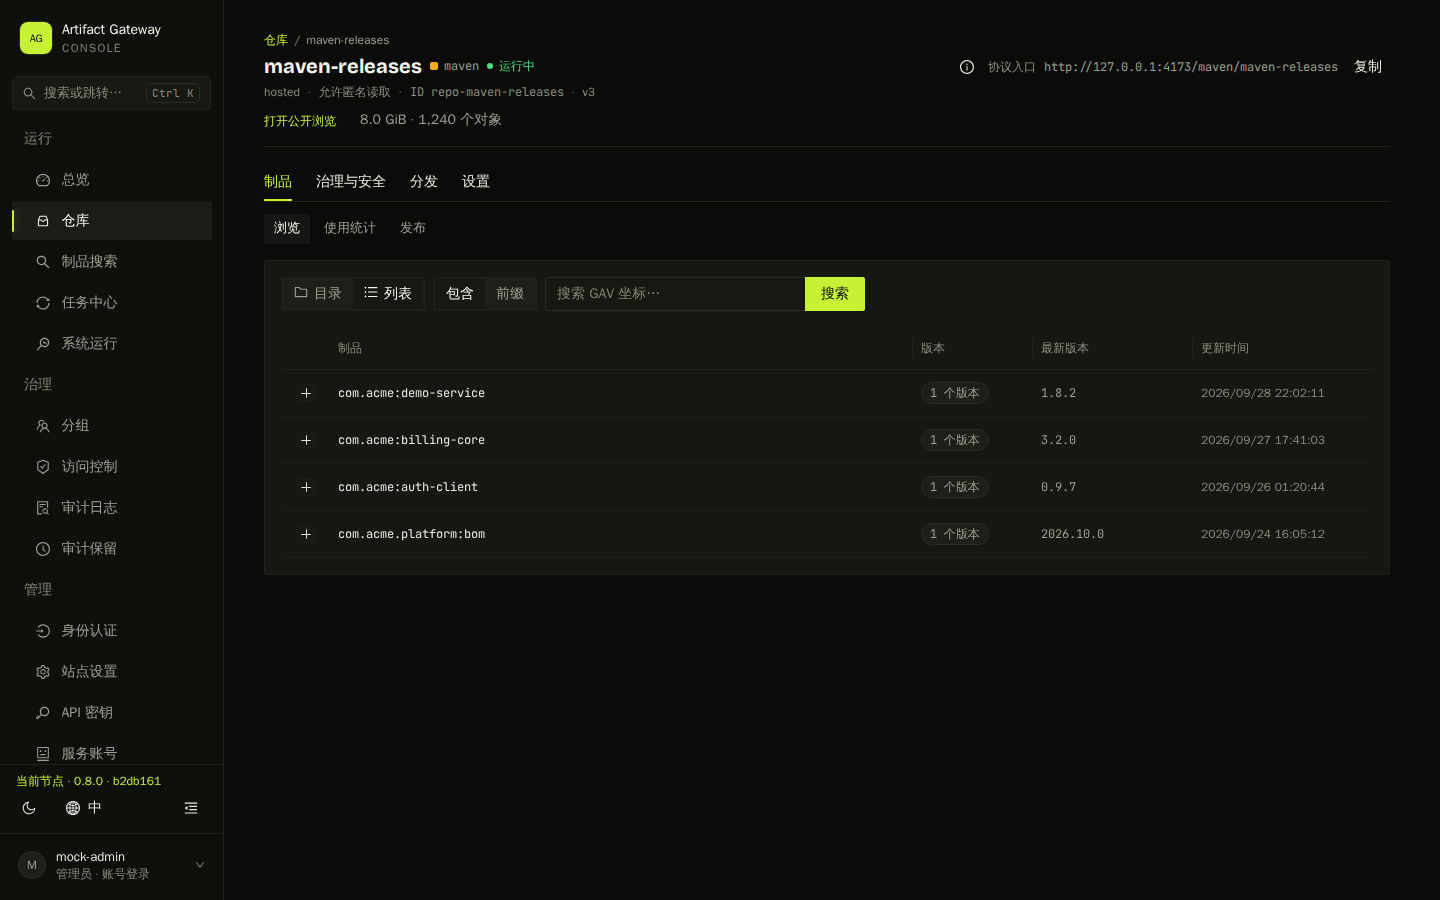 AG
Artifact Gateway
CONSOLE
搜索或跳转… Ctrl K
运行
总览
仓库
制品搜索
任务中心
系统运行
治理
分组
访问控制
审计日志
审计保留
管理
身份认证
站点设置
API 密钥
服务账号
当前节点 · 0.8.0 · b2db161
中
M
mock-admin
管理员 · 账号登录
仓库 / maven-releases
maven-releases maven 运行中
协议入口 http://127.0.0.1:4173/maven/maven-releases 复制
hosted · 允许匿名读取 · ID repo-maven-releases · v3
打开公开浏览 8.0 GiB · 1,240 个对象
制品 治理与安全 分发 设置
浏览 使用统计 发布
目录 列表 包含 前缀 搜索 GAV 坐标… 搜索
制品 版本 最新版本 更新时间
com.acme:demo-service 1 个版本 1.8.2 2026/09/28 22:02:11
com.acme:billing-core 1 个版本 3.2.0 2026/09/27 17:41:03
com.acme:auth-client 1 个版本 0.9.7 2026/09/26 01:20:44
com.acme.platform:bom 1 个版本 2026.10.0 2026/09/24 16:05:12